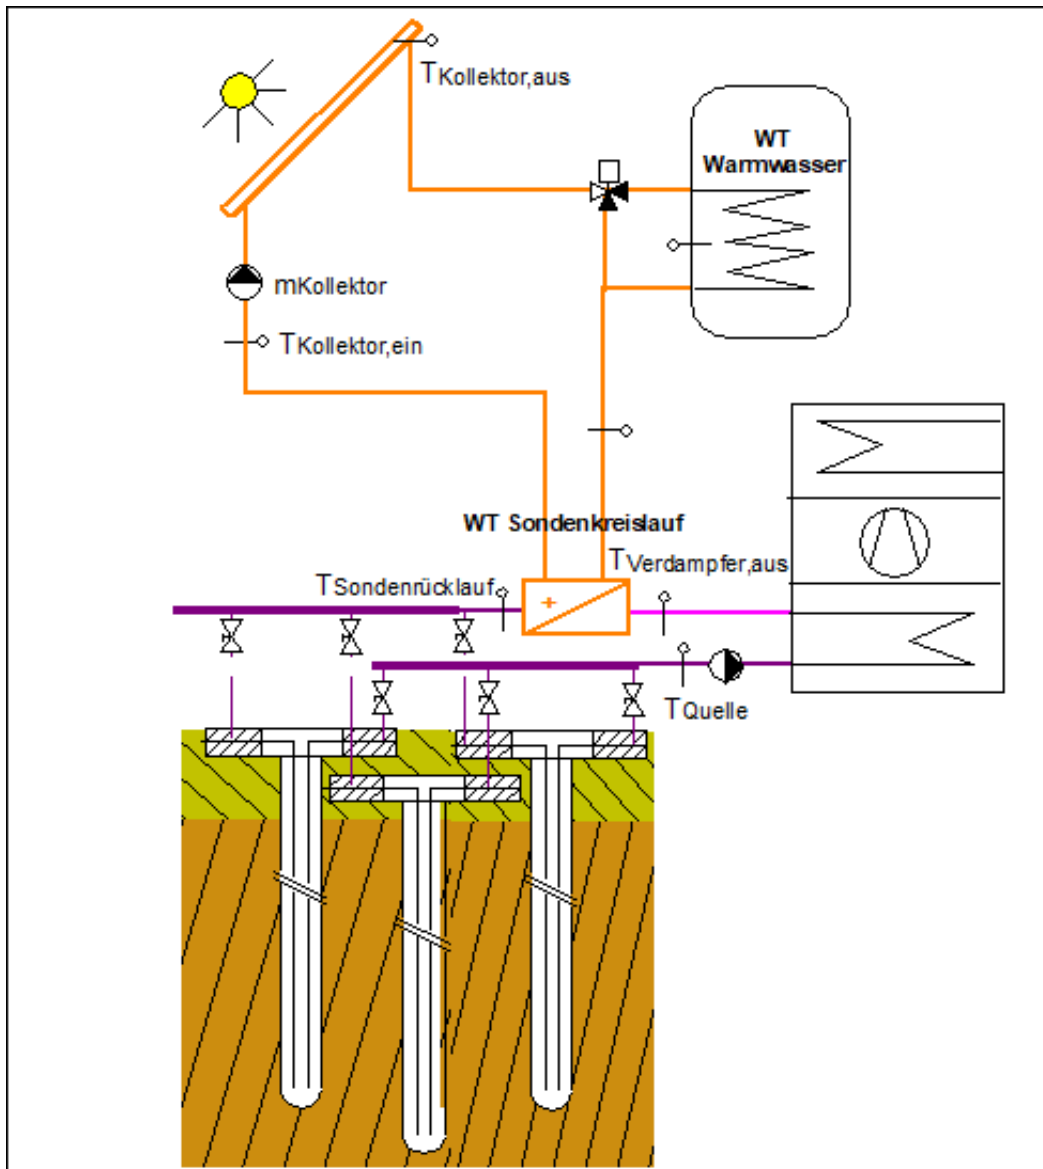 TKollektor,aus
WT
Warmwasser
mKollektor
TKollektor,ein
WT Sondenkreislauf
TVerdampfer,aus
TSondenrücklauf
+
TQuelle